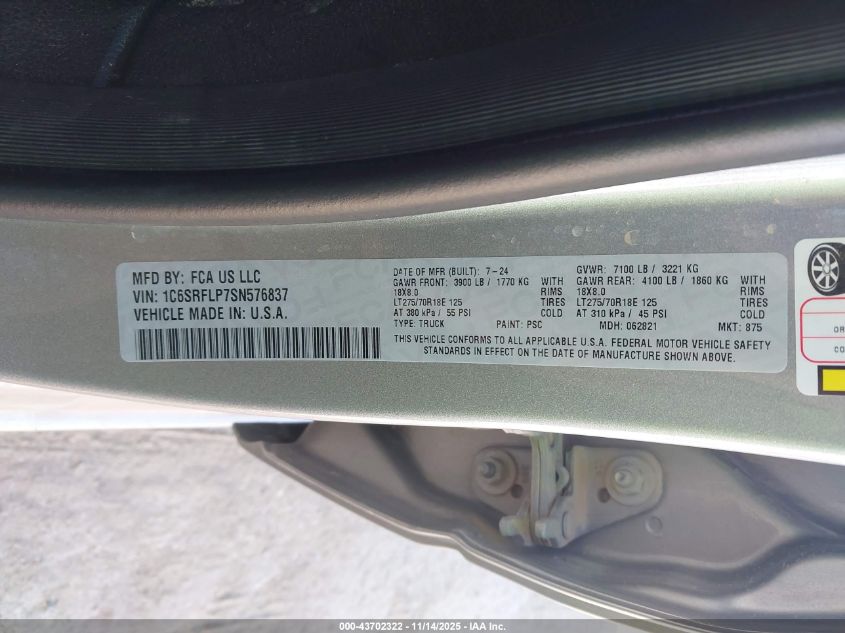 MFD BY: FCA US LLC
VIN: 1C6SRFLP7SN576837
VEHICLE MADE IN: U.S.A.
DATE OF MFR (BUILT): 7-24 GVWR: 7100 LB / 3221 KG
GAWR FRONT: 3900 LB / 1770 KG WITH GAWR REAR: 4100 LB / 1860 KG WITH
18X8.0 RIMS 18X8.0 RIMS
LT275/70R18E 125 TIRES LT275/70R18E 125 TIRES
AT 380 kPa / 55 PSI COLD AT 310 kPa / 45 PSI COLD
TYPE: TRUCK PAINT: PSC MDH: 062821 MKT: 875
THIS VEHICLE CONFORMS TO ALL APPLICABLE U.S.A. FEDERAL MOTOR VEHICLE SAFETY
STANDARDS IN EFFECT ON THE DATE OF MANUFACTURE SHOWN ABOVE.
OR
CO
000-43702322 - 11/14/2025 - IAA Inc.